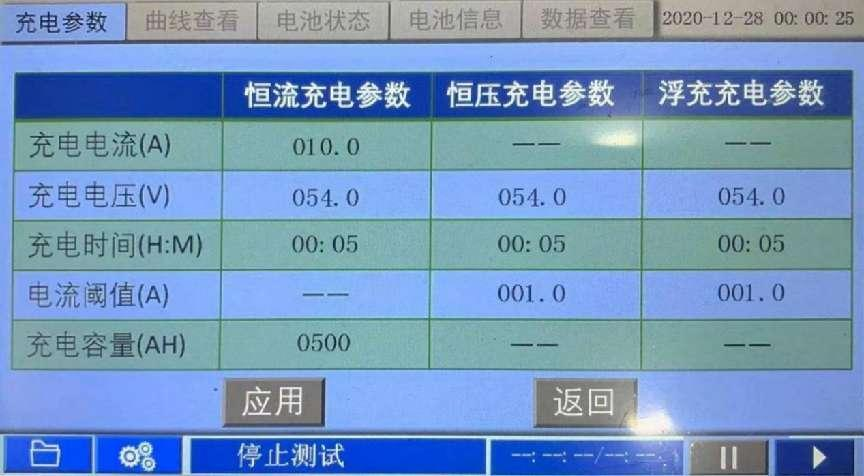 充电参数 曲线查看 电池状态 电池信息 数据查看 2020-12-28 00:00:25
恒流充电参数 恒压充电参数 浮充充电参数
充电电流(A) 010.0 —— ——
充电电压(V) 054.0 054.0 054.0
充电时间(H:M) 00:05 00:05 00:05
电流阈值(A) —— 001.0 001.0
充电容量(AH) 0500 —— ——
应用 返回
停止测试 --:--:--/--:--:--